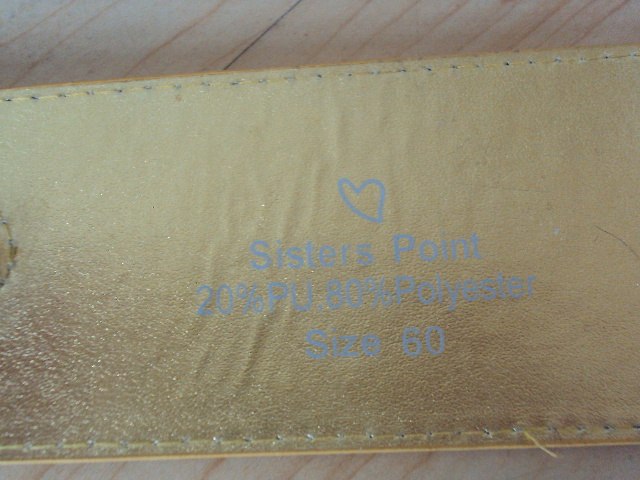 Sisters Point
20%PU.80%Polyester
Size 60